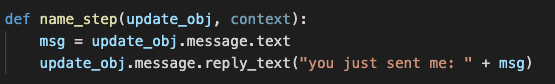 def name_step(update_obj, context):
    msg = update_obj.message.text
    update_obj.message.reply_text("you just sent me: " + msg)